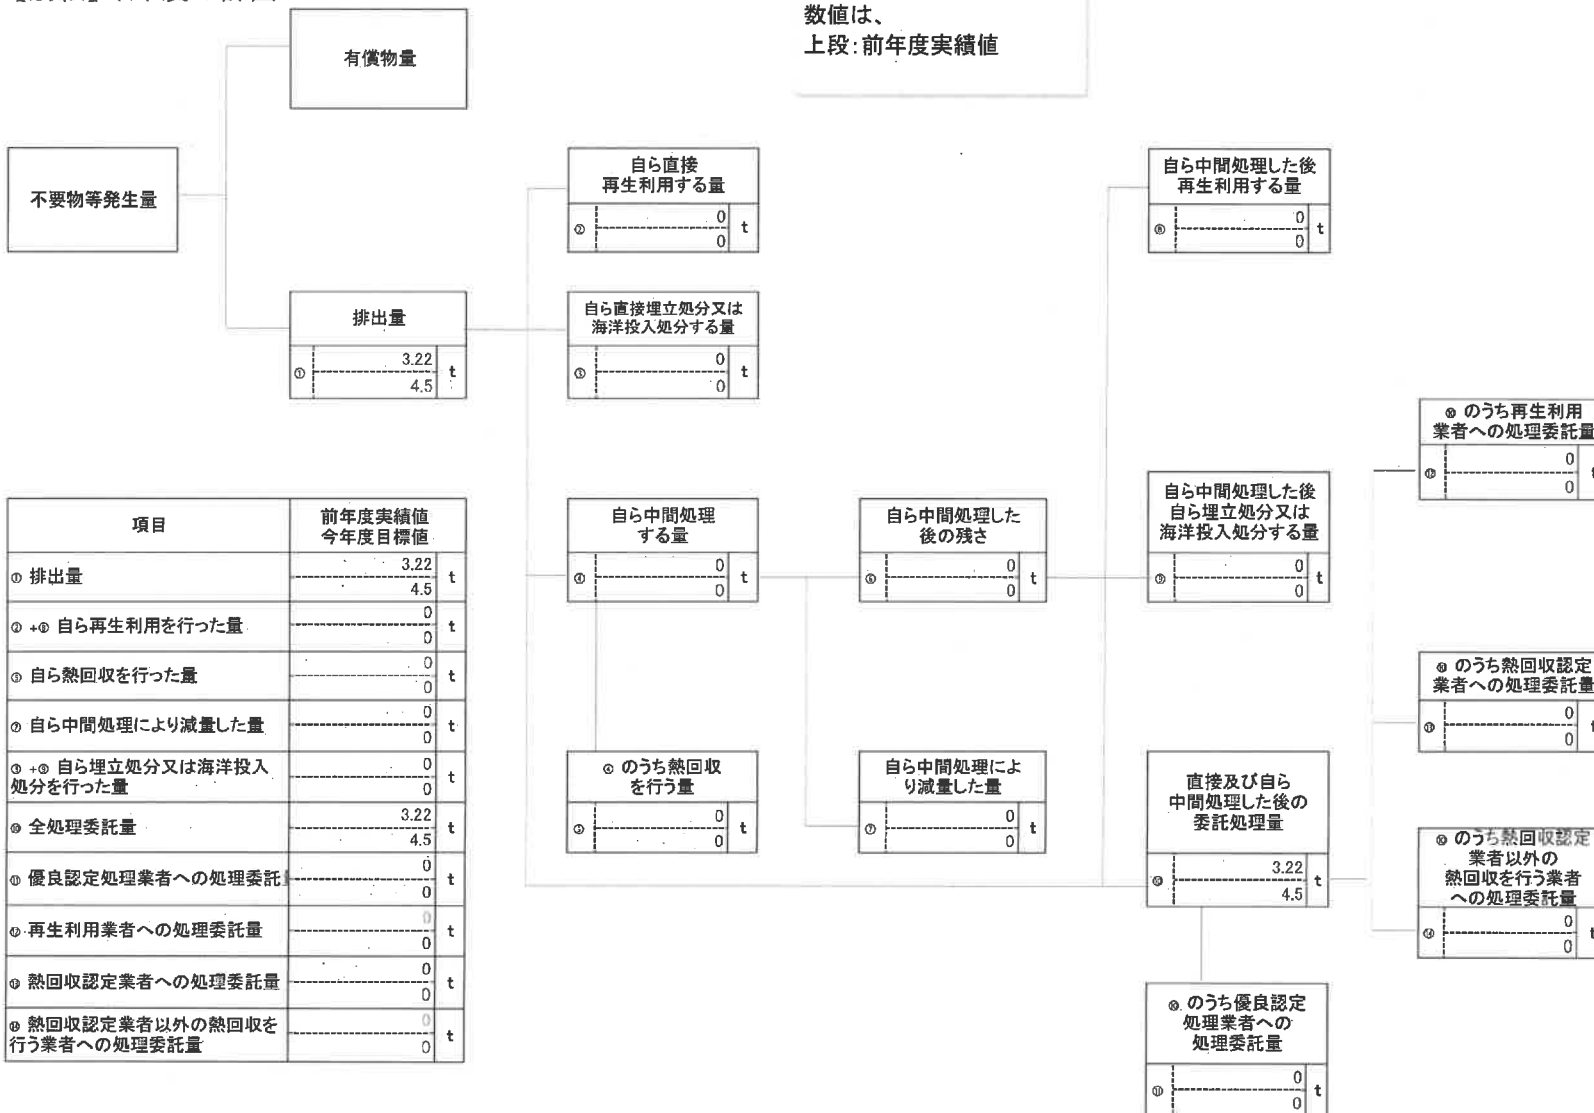 数値は、
上段：前年度実績値
有償物量
不要物等発生量
排出量
① 3.22 t
4.5
自ら直接
再生利用する量
② 0 t
0
自ら直接埋立処分又は
海洋投入処分する量
③ 0 t
0
自ら中間処理した後
再生利用する量
⑧ 0 t
0
自ら中間処理
する量
④ 0 t
0
自ら中間処理した
後の残さ
⑥ 0 t
0
自ら中間処理した後
自ら埋立処分又は
海洋投入処分する量
⑨ 0 t
0
⑩ のうち再生利用
業者への処理委託量
⑫ 0
0
④ のうち熱回収
を行う量
⑤ 0 t
0
自ら中間処理によ
り減量した量
⑦ 0 t
0
直接及び自ら
中間処理した後の
委託処理量
⑩ 3.22 t
4.5
⑩ のうち熱回収認定
業者への処理委託量
⑬ 0
0
⑩ のうち熱回収認定
業者以外の
熱回収を行う業者
への処理委託量
⑭ 0 t
0
⑩ のうち優良認定
処理業者への
処理委託量
⑪ 0 t
0
項目 前年度実績値
今年度目標値
① 排出量 3.22 t
4.5
② +⑧ 自ら再生利用を行った量 0 t
0
⑤ 自ら熱回収を行った量 0 t
0
⑦ 自ら中間処理により減量した量 0 t
0
③ +⑨ 自ら埋立処分又は海洋投入
処分を行った量 0 t
0
⑩ 全処理委託量 3.22 t
4.5
⑪ 優良認定処理業者への処理委託 0 t
0
⑫ 再生利用業者への処理委託量 0 t
0
⑬ 熱回収認定業者への処理委託量 0 t
0
⑭ 熱回収認定業者以外の熱回収を
行う業者への処理委託量 0 t
0